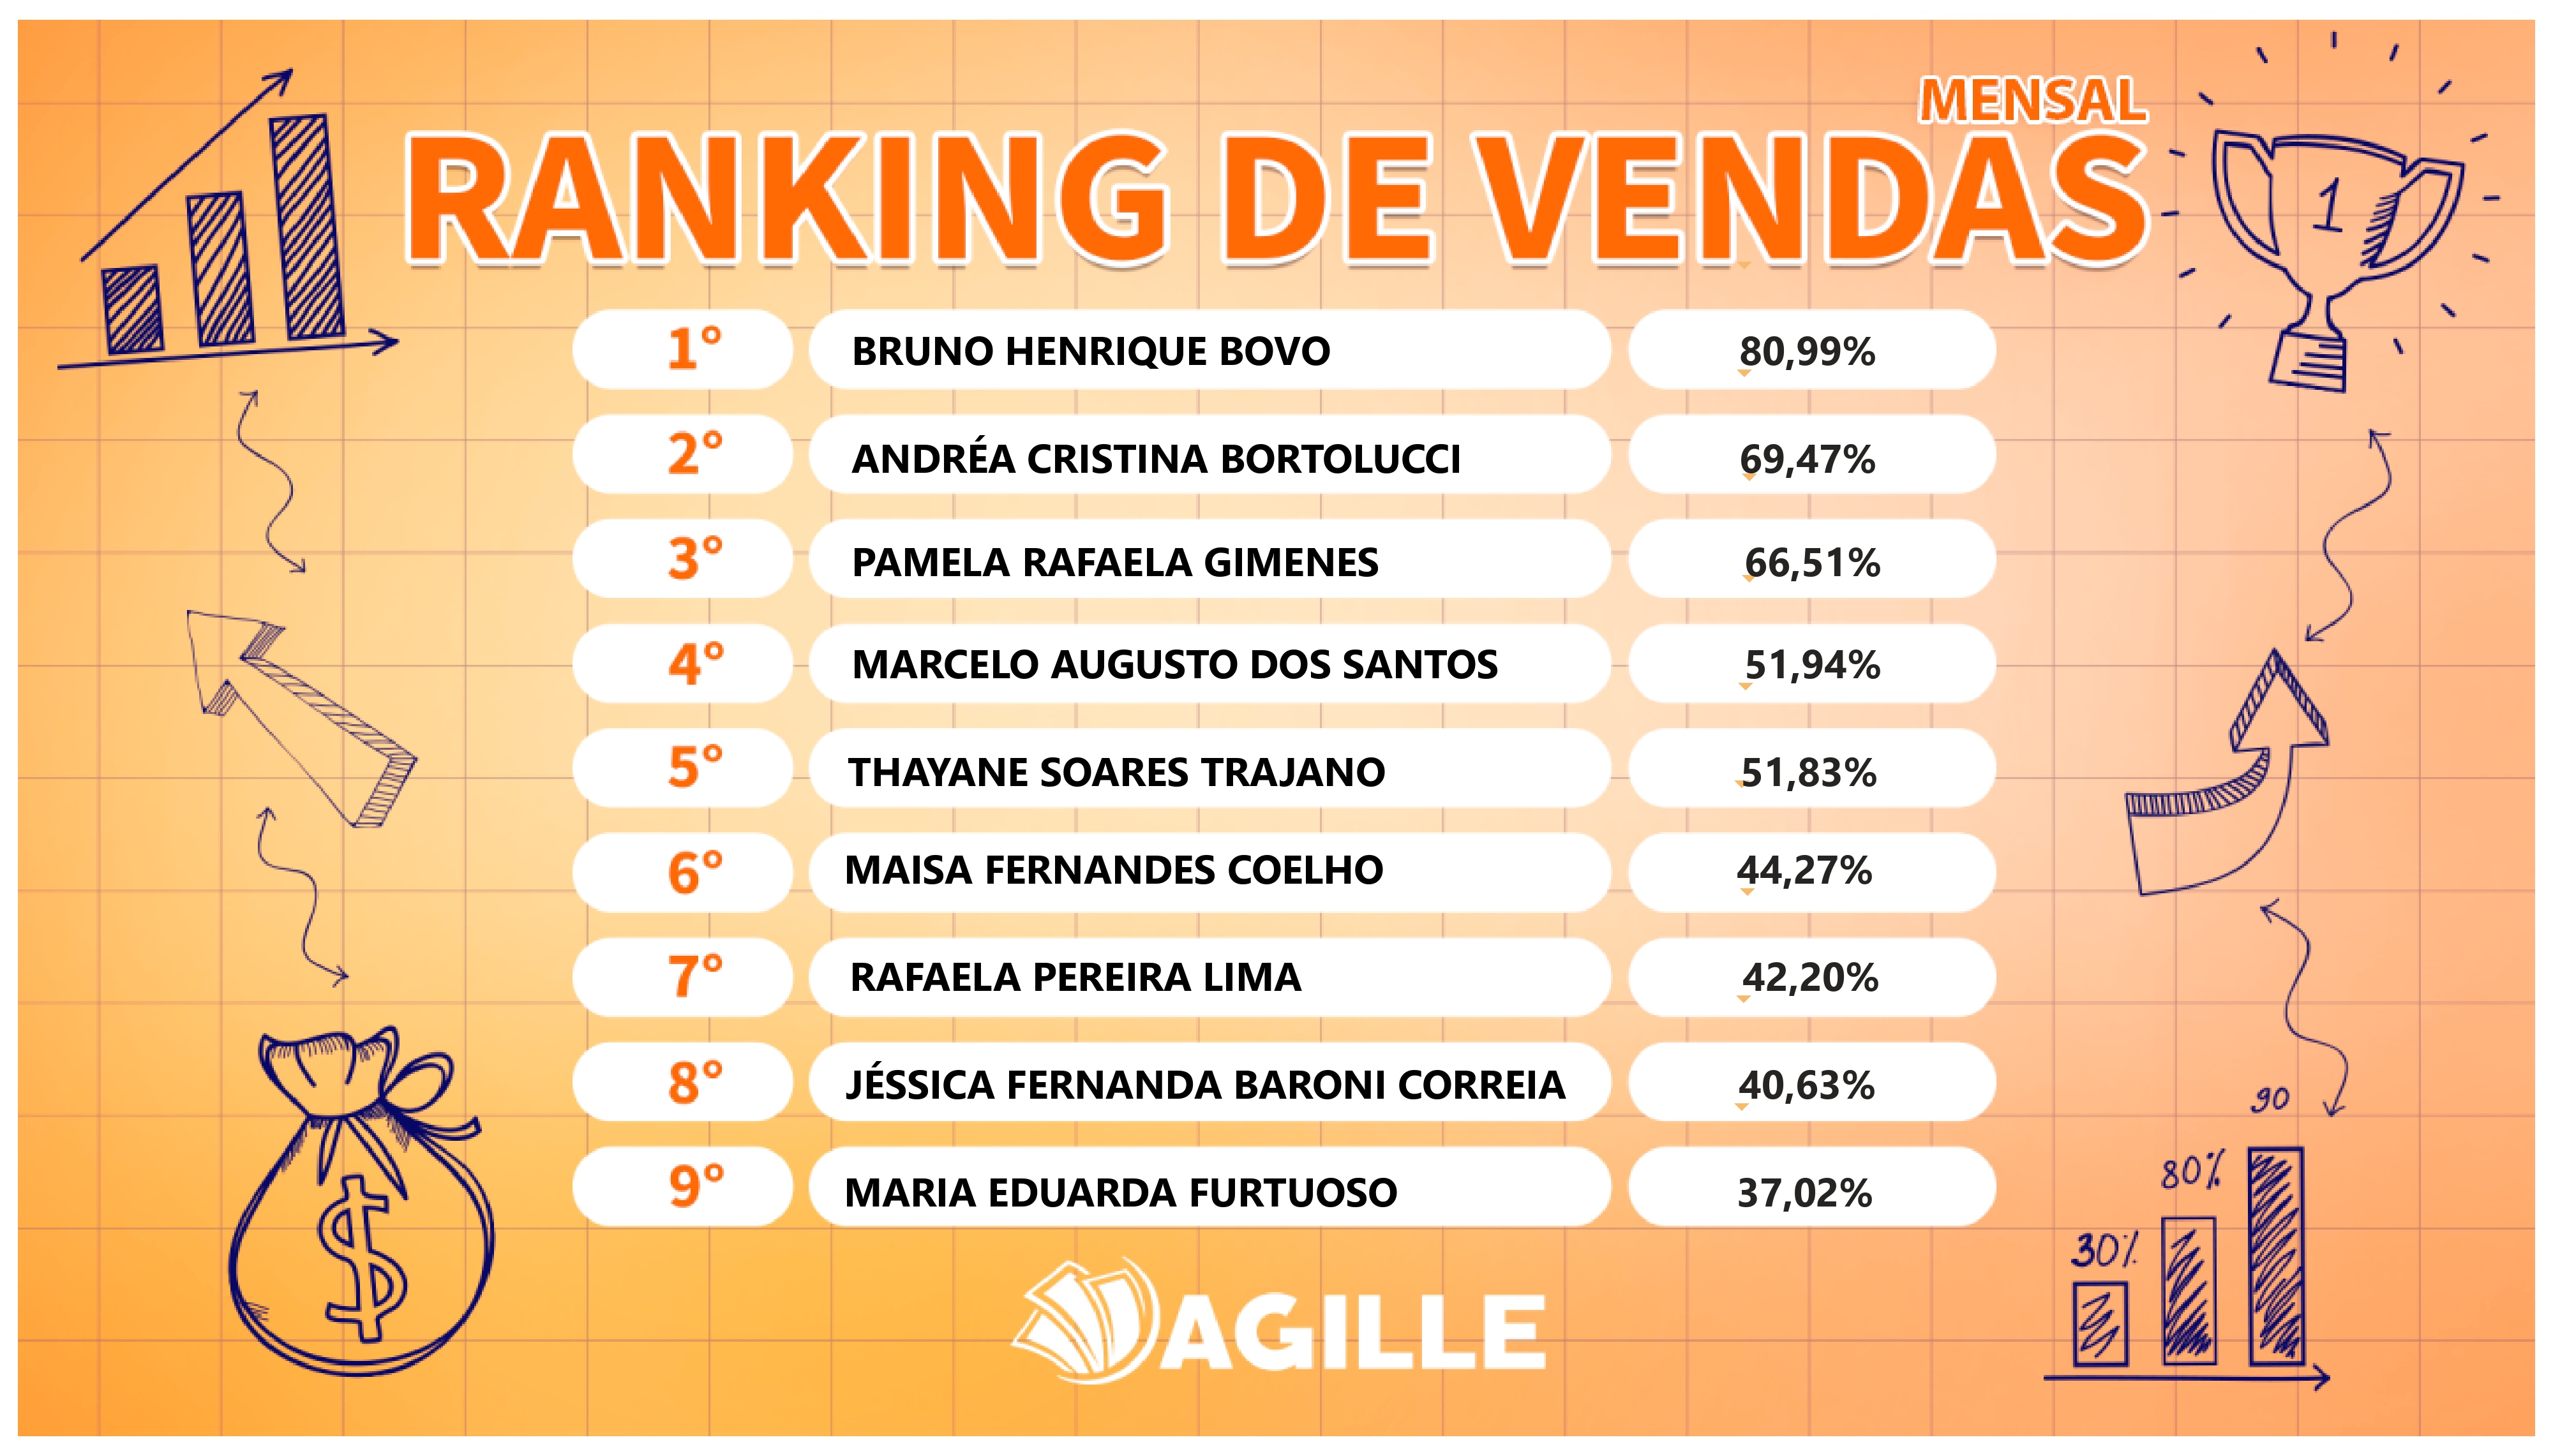 MENSAL
RANKING DE VENDAS
1
1° BRUNO HENRIQUE BOVO 80,99%
2° ANDRÉA CRISTINA BORTOLUCCI 69,47%
3° PAMELA RAFAELA GIMENES 66,51%
4° MARCELO AUGUSTO DOS SANTOS 51,94%
5° THAYANE SOARES TRAJANO 51,83%
6° MAISA FERNANDES COELHO 44,27%
7° RAFAELA PEREIRA LIMA 42,20%
8° JÉSSICA FERNANDA BARONI CORREIA 40,63%
9° MARIA EDUARDA FURTUOSO 37,02%
$
90
80%
30%
AGILLE